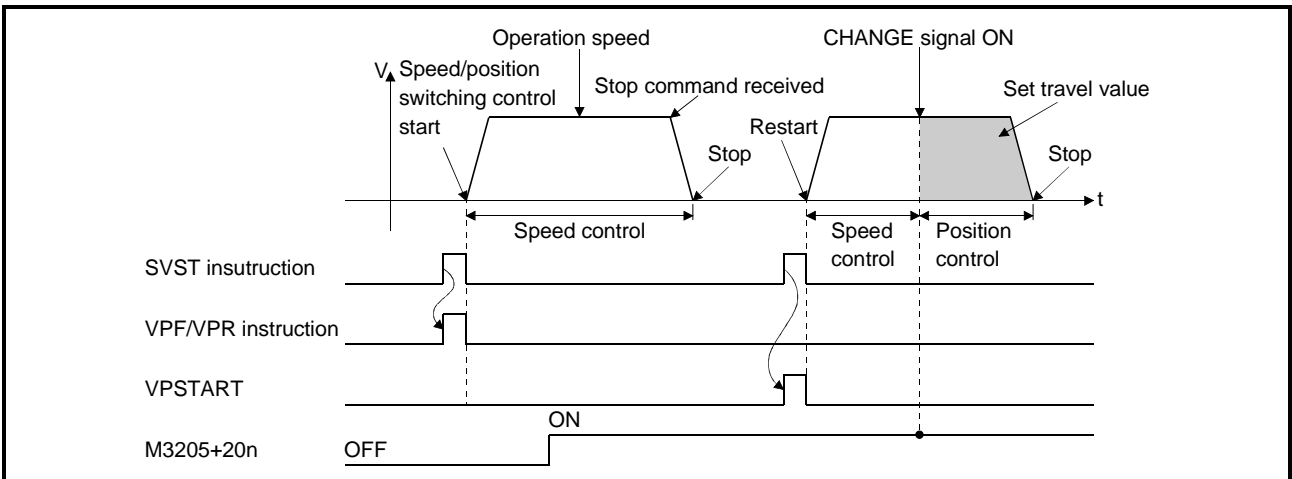 Operation speed
CHANGE signal ON
V
Speed/position
switching control
start
Stop command received
Set travel value
Restart
Stop
Stop
t
Speed control
Speed
control
Position
control
SVST insutruction
VPF/VPR instruction
VPSTART
ON
M3205+20n
OFF